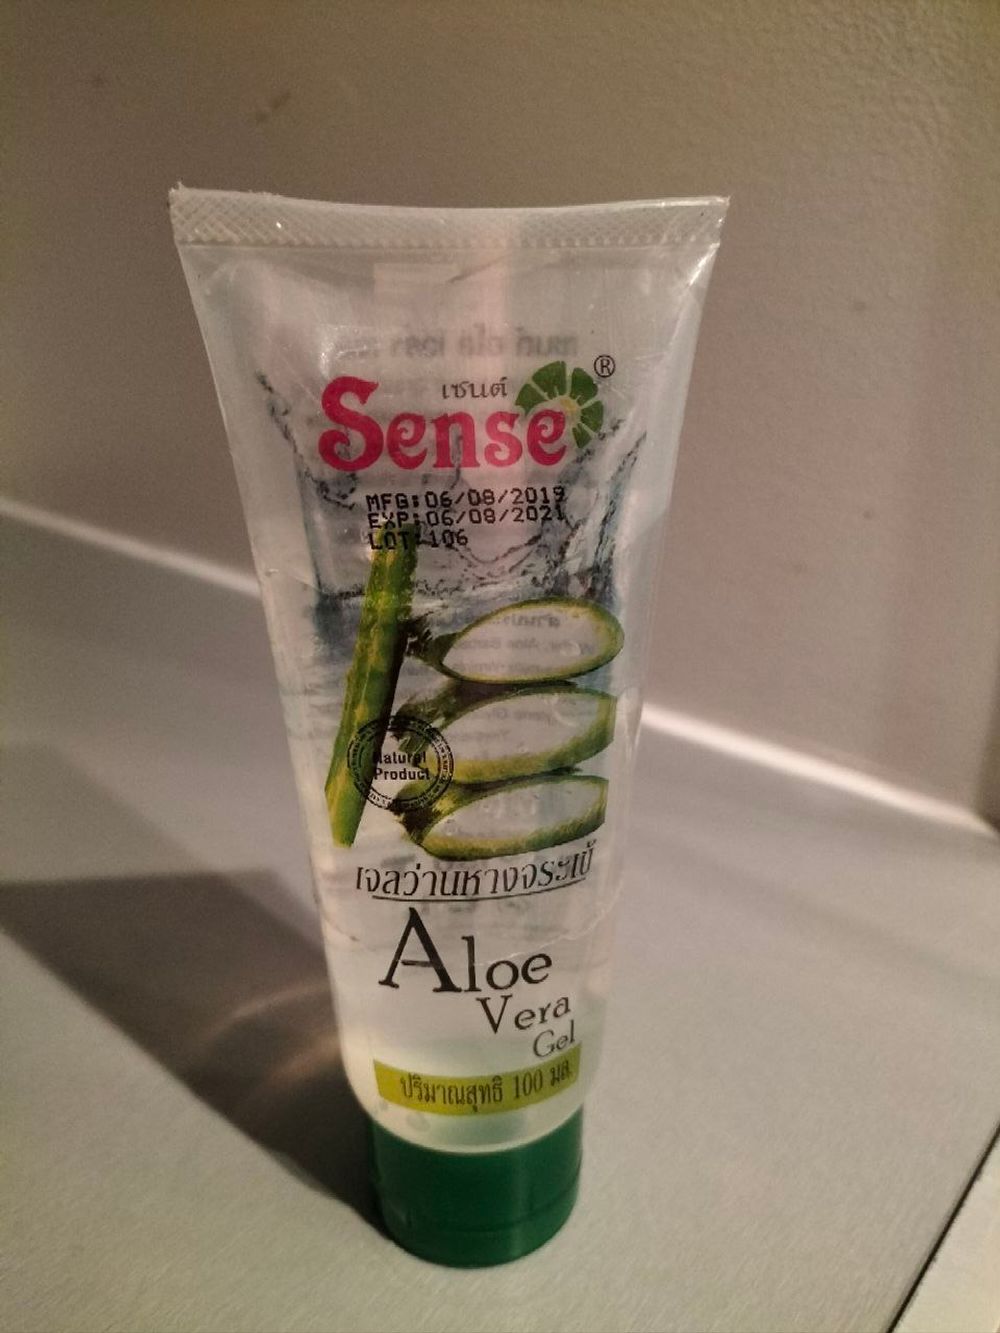 เซนต์
Sense®
MFG:06/08/2019
EXP:06/08/2021
LOT:106
Natural
Product
เจลว่านหางจระเข้
Aloe
Vera
Gel
ปริมาณสุทธิ 100 มล.